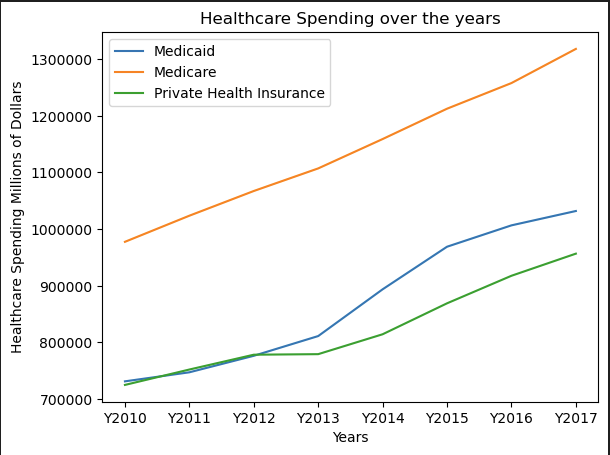 Healthcare Spending over the years
Medicaid
Medicare
Private Health Insurance
Healthcare Spending Millions of Dollars
1300000
1200000
1100000
1000000
900000
800000
700000
Y2010 Y2011 Y2012 Y2013 Y2014 Y2015 Y2016 Y2017
Years